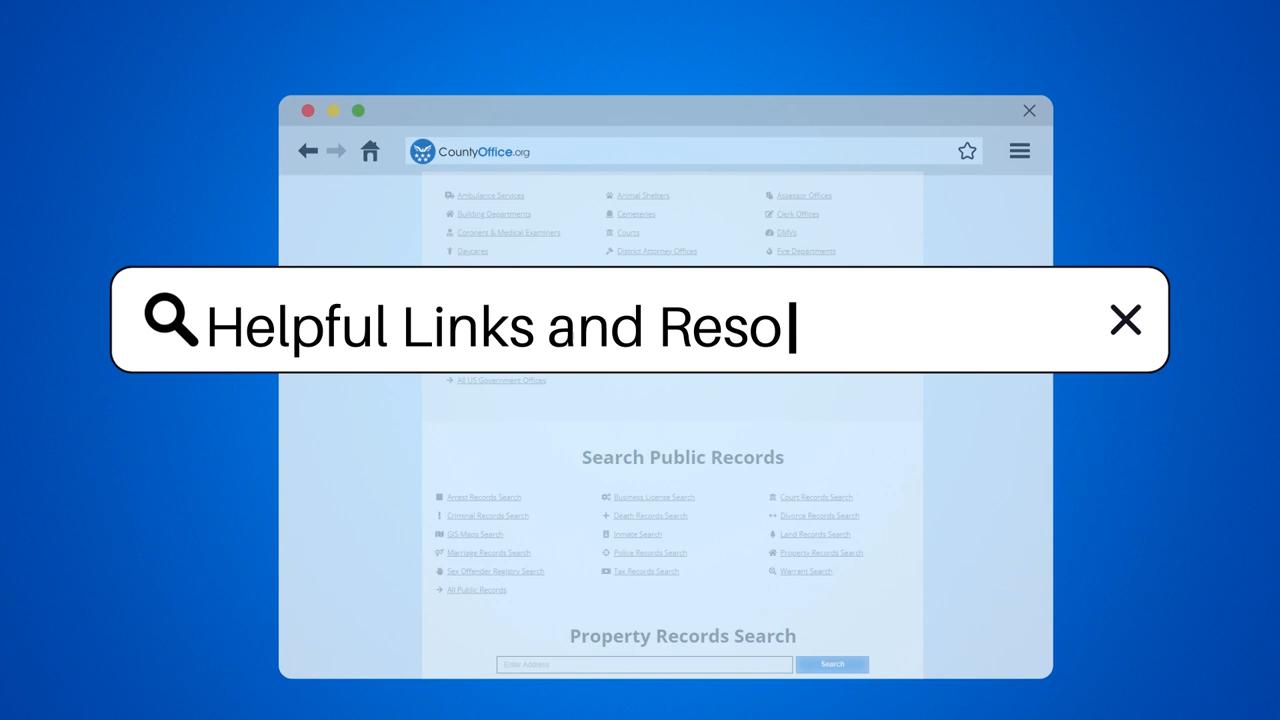 CountyOffice.org
Ambulance Services Animal Shelters Assessor Offices
Building Departments Cemeteries Clerk Offices
Coroners & Medical Examiners Courts DMVs
Daycares District Attorney Offices Fire Departments
Helpful Links and Reso
All US Government Offices
Search Public Records
Arrest Records Search Business License Search Court Records Search
Criminal Records Search Death Records Search Divorce Records Search
GIS Maps Search Inmate Search Land Records Search
Marriage Records Search Police Records Search Property Records Search
Sex Offender Registry Search Tax Records Search Warrant Search
All Public Records
Property Records Search
Enter Address Search